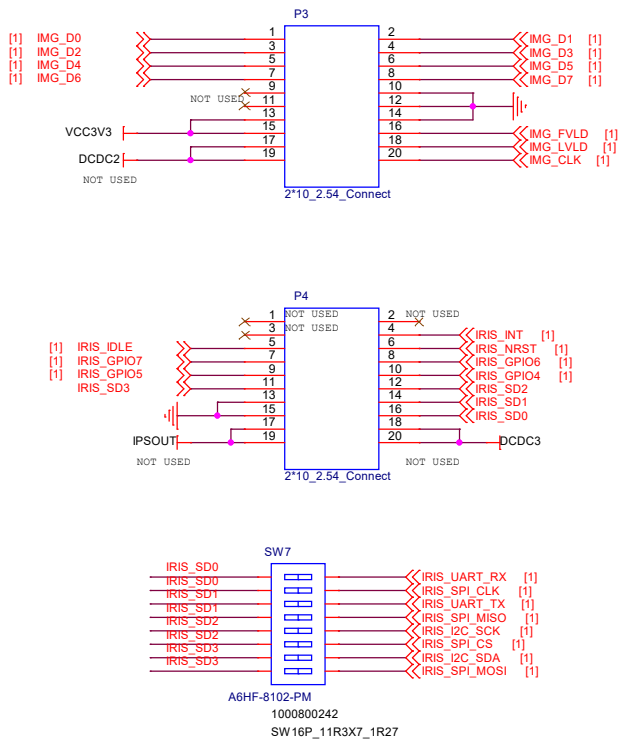 P3
[1] IMG_D0 1 2 IMG_D1 [1]
[1] IMG_D2 3 4 IMG_D3 [1]
[1] IMG_D4 5 6 IMG_D5 [1]
[1] IMG_D6 7 8 IMG_D7 [1]
9 10
NOT USED 11 12
13 14
VCC3V3 15 16 IMG_FVLD [1]
17 18 IMG_LVLD [1]
DCDC2 19 20 IMG_CLK [1]
NOT USED
2*10_2.54_Connect
P4
1 NOT USED 2 NOT USED
3 NOT USED 4 IRIS_INT [1]
[1] IRIS_IDLE 5 6 IRIS_NRST [1]
[1] IRIS_GPIO7 7 8 IRIS_GPIO6 [1]
[1] IRIS_GPIO5 9 10 IRIS_GPIO4 [1]
IRIS_SD3 11 12 IRIS_SD2
13 14 IRIS_SD1
15 16 IRIS_SD0
17 18
IPSOUT 19 20 DCDC3
NOT USED NOT USED
2*10_2.54_Connect
SW7
IRIS_SD0 IRIS_UART_RX [1]
IRIS_SD0 IRIS_SPI_CLK [1]
IRIS_SD1 IRIS_UART_TX [1]
IRIS_SD1 IRIS_SPI_MISO [1]
IRIS_SD2 IRIS_I2C_SCK [1]
IRIS_SD2 IRIS_SPI_CS [1]
IRIS_SD3 IRIS_I2C_SDA [1]
IRIS_SD3 IRIS_SPI_MOSI [1]
A6HF-8102-PM
1000800242
SW16P_11R3X7_1R27